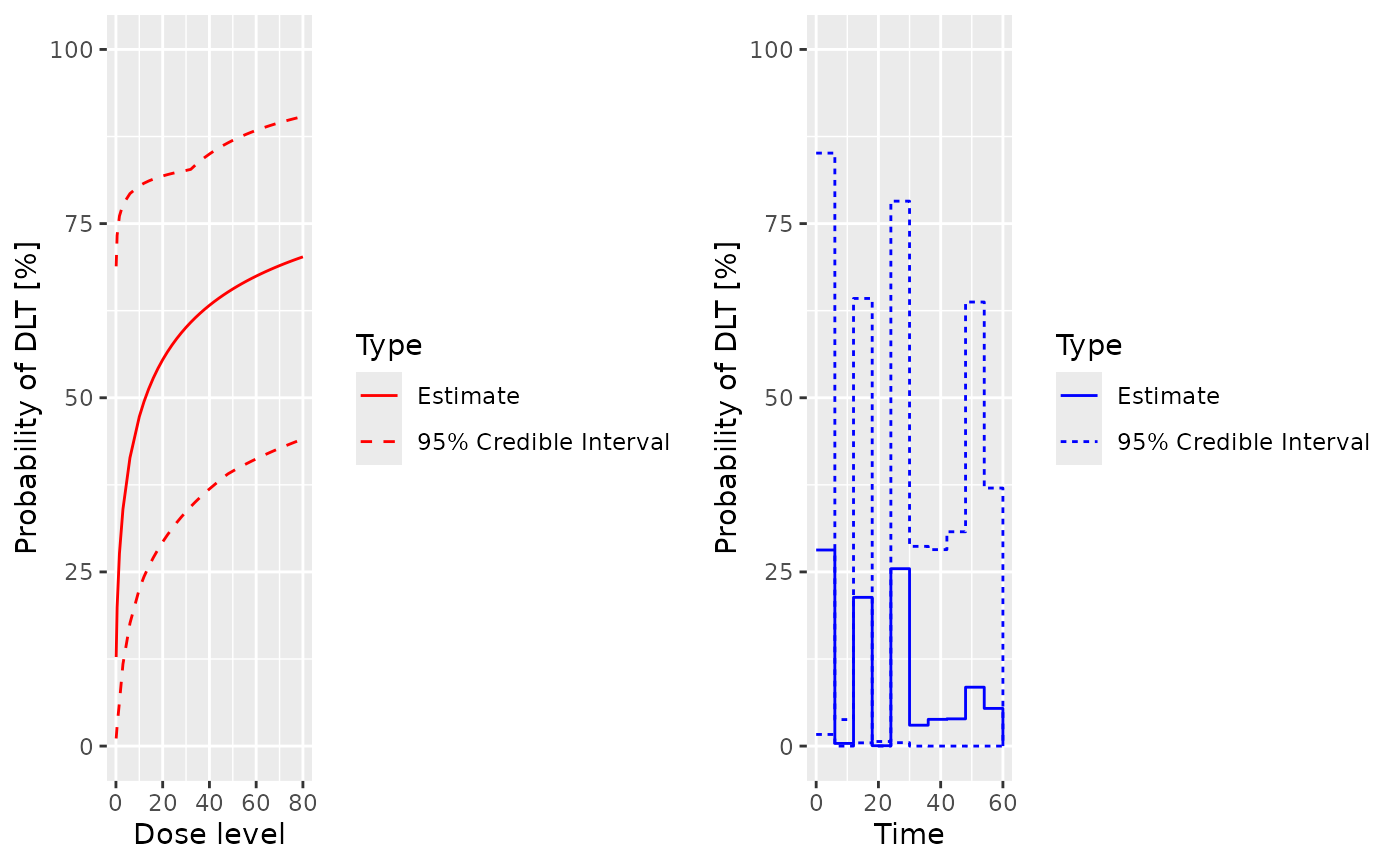 Probability of DLT [%]
100
75
50
25
0
0 20 40 60 80
Dose level
Type
Estimate
95% Credible Interval
Probability of DLT [%]
100
75
50
25
0
0 20 40 60
Time
Type
Estimate
95% Credible Interval